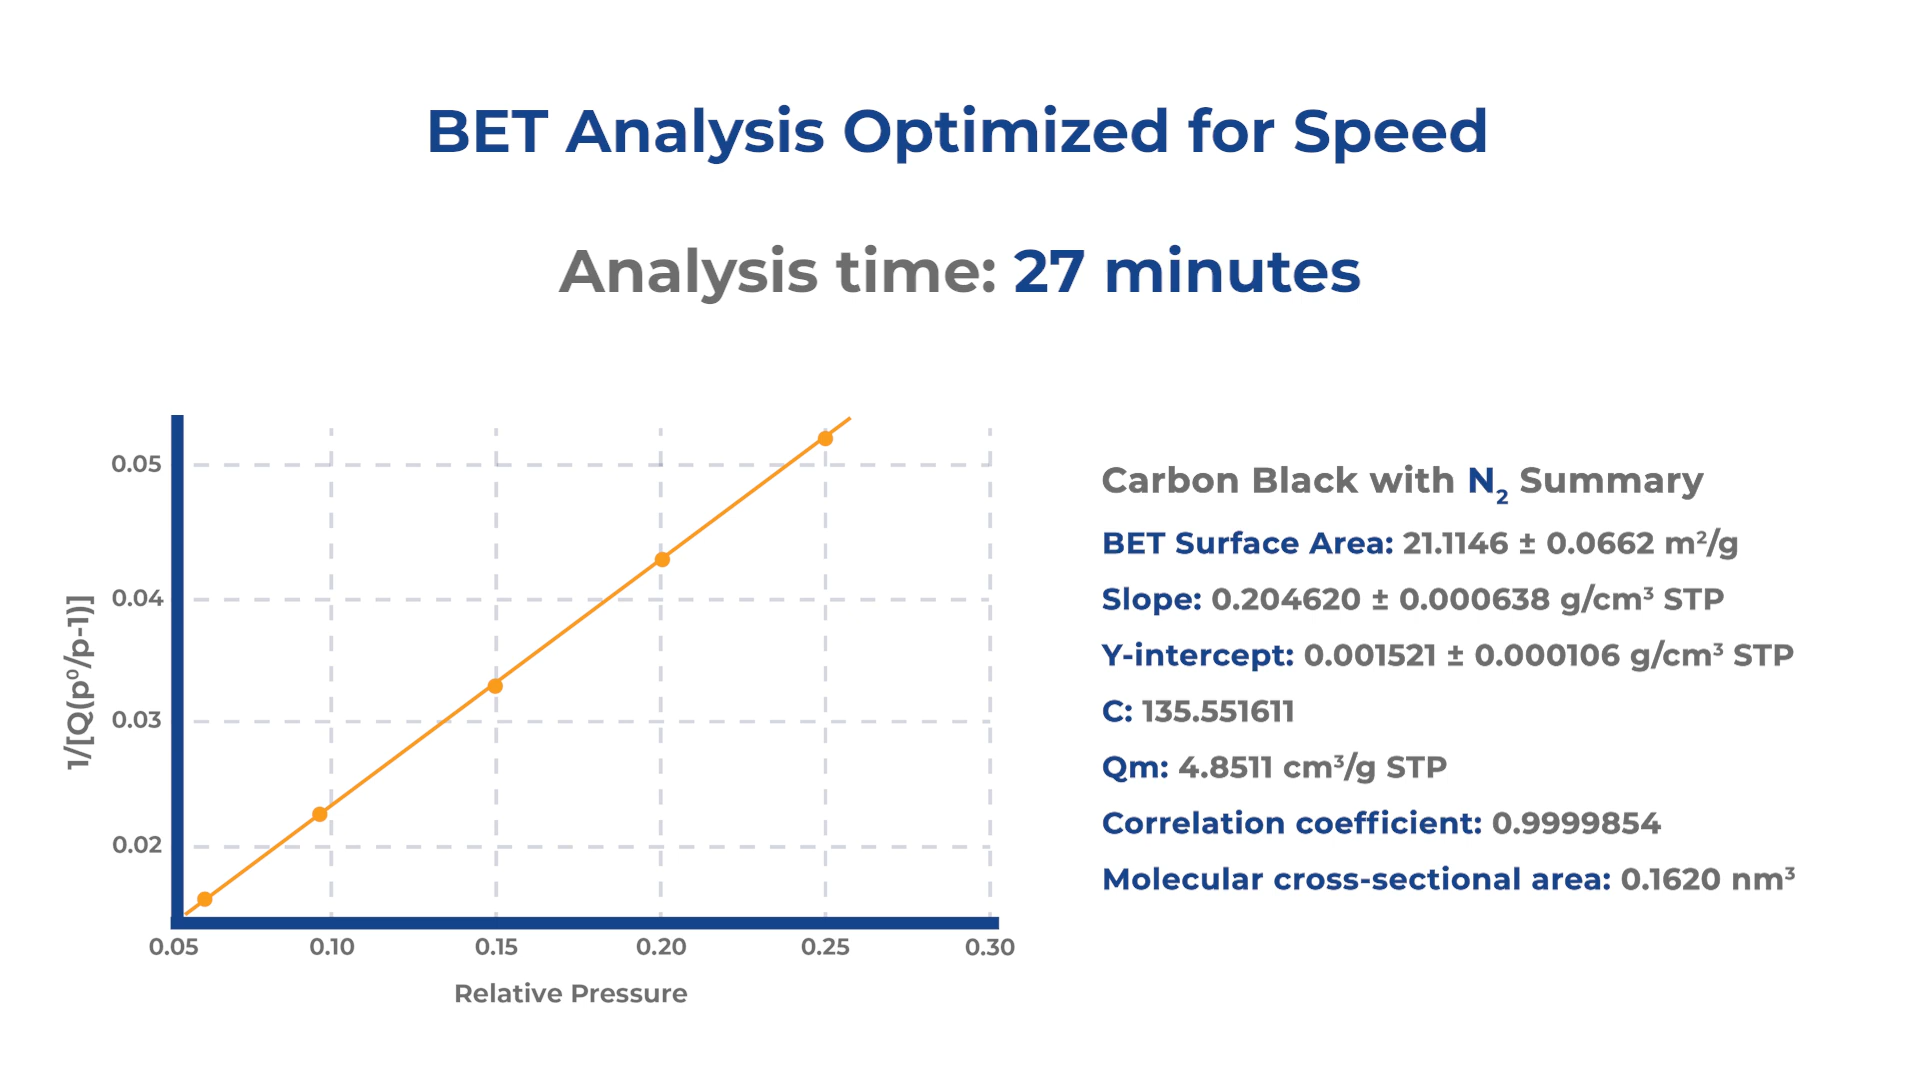 BET Analysis Optimized for Speed
Analysis time: 27 minutes
1/[Q(p⁰/p-1)]
0.05
0.04
0.03
0.02
0.05 0.10 0.15 0.20 0.25 0.30
Relative Pressure
Carbon Black with N₂ Summary
BET Surface Area: 21.1146 ± 0.0662 m²/g
Slope: 0.204620 ± 0.000638 g/cm³ STP
Y-intercept: 0.001521 ± 0.000106 g/cm³ STP
C: 135.551611
Qm: 4.8511 cm³/g STP
Correlation coefficient: 0.9999854
Molecular cross-sectional area: 0.1620 nm³